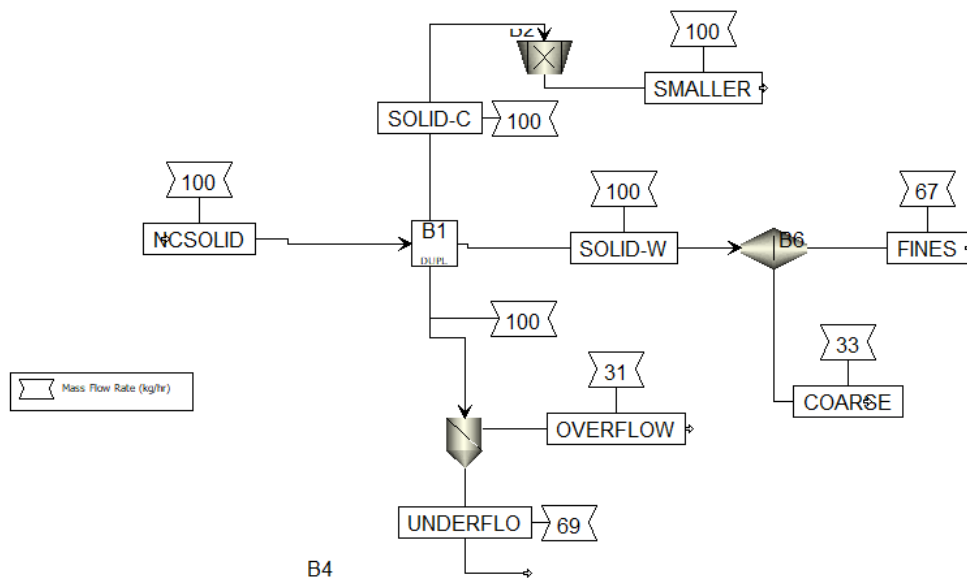 B2
100
SMALLER
SOLID-C
100
100
100
67
NCSOLID
B1
DUPL
SOLID-W
B6
FINES
100
33
COARSE
31
OVERFLOW
Mass Flow Rate (kg/hr)
UNDERFLO
69
B4